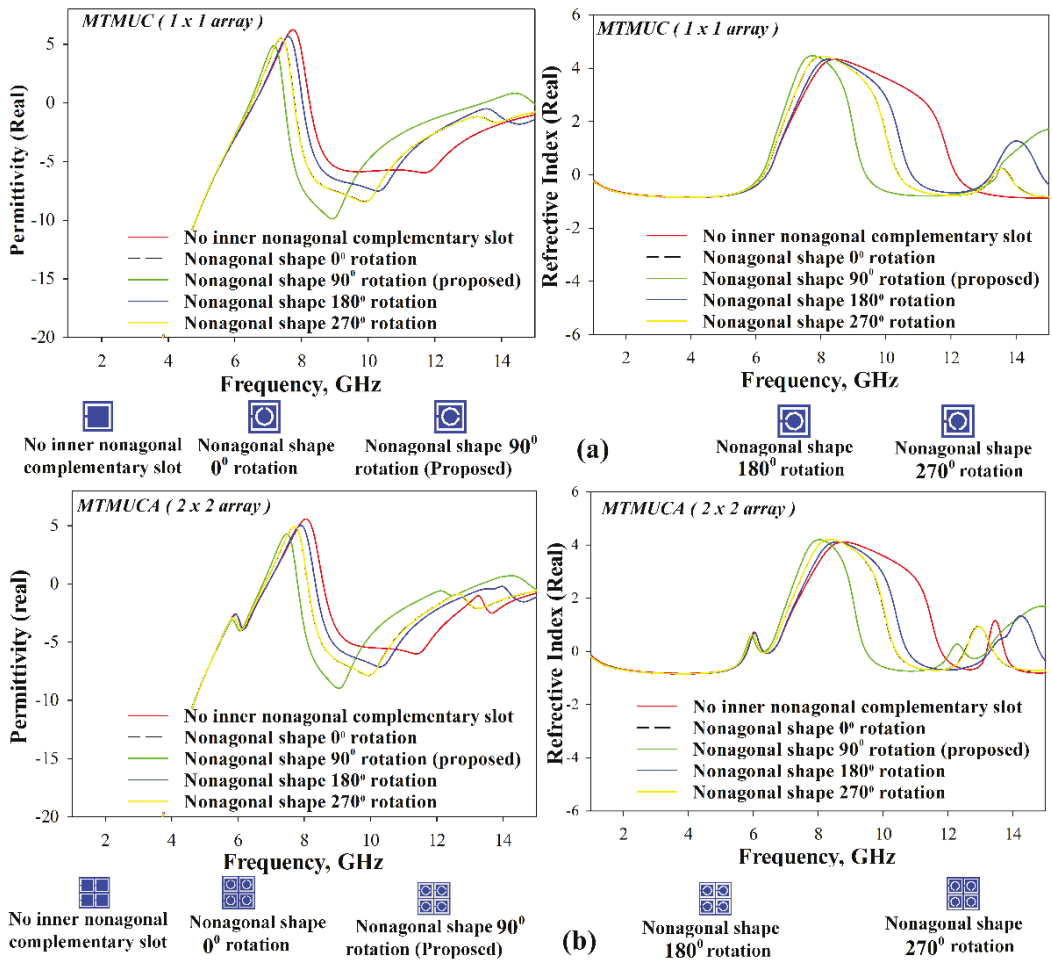 MTMUC ( 1 x 1 array )
Permittivity (Real)
5
0
-5
-10
-15
-20
No inner nonagonal complementary slot
Nonagonal shape 0⁰ rotation
Nonagonal shape 90⁰ rotation (proposed)
Nonagonal shape 180⁰ rotation
Nonagonal shape 270⁰ rotation
2 4 6 8 10 12 14
Frequency, GHz
MTMUC ( 1 x 1 array )
Refrective Index (Real)
6
4
2
0
-2
-4
-6
No inner nonagonal complementary slot
Nonagonal shape 0⁰ rotation
Nonagonal shape 90⁰ rotation (proposed)
Nonagonal shape 180⁰ rotation
Nonagonal shape 270⁰ rotation
2 4 6 8 10 12 14
Frequency, GHz
No inner nonagonal
complementary slot
Nonagonal shape
0⁰ rotation
Nonagonal shape 90⁰
rotation (Proposed)
(a)
Nonagonal shape
180⁰ rotation
Nonagonal shape
270⁰ rotation
MTMUCA ( 2 x 2 array )
Permittivity (real)
5
0
-5
-10
-15
-20
No inner nonagonal complementary slot
Nonagonal shape 0⁰ rotation
Nonagonal shape 90⁰ rotation (proposed)
Nonagonal shape 180⁰ rotation
Nonagonal shape 270⁰ rotation
2 4 6 8 10 12 14
Frequency, GHz
MTMUCA ( 2 x 2 array )
Refrective Index (Real)
6
4
2
0
-2
-4
-6
No inner nonagonal complementary slot
Nonagonal shape 0⁰ rotation
Nonagonal shape 90⁰ rotation (proposed)
Nonagonal shape 180⁰ rotation
Nonagonal shape 270⁰ rotation
2 4 6 8 10 12 14
Frequency, GHz
No inner nonagonal
complementary slot
Nonagonal shape
0⁰ rotation
Nonagonal shape 90⁰
rotation (Proposed)
(b)
Nonagonal shape
180⁰ rotation
Nonagonal shape
270⁰ rotation